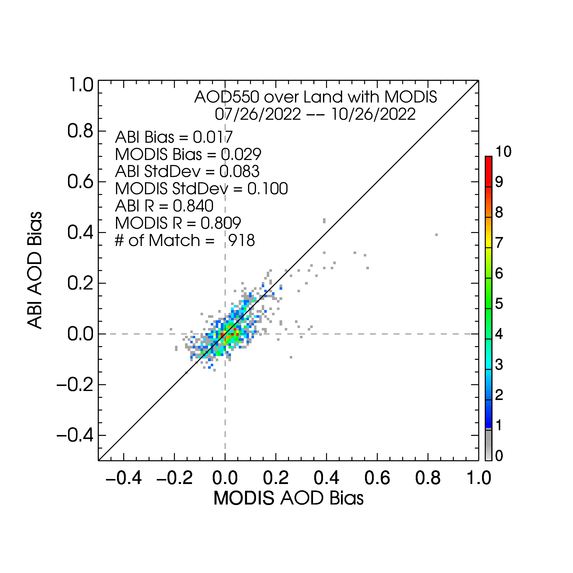 AOD550 over Land with MODIS
07/26/2022 -- 10/26/2022
ABI Bias = 0.017
MODIS Bias = 0.029
ABI StdDev = 0.083
MODIS StdDev = 0.100
ABI R = 0.840
MODIS R = 0.809
# of Match = 918
ABI AOD Bias
1.0
0.8
0.6
0.4
0.2
0.0
−0.2
−0.4
−0.4 −0.2 0.0 0.2 0.4 0.6 0.8 1.0
MODIS AOD Bias
10
9
8
7
6
5
4
3
2
1
0